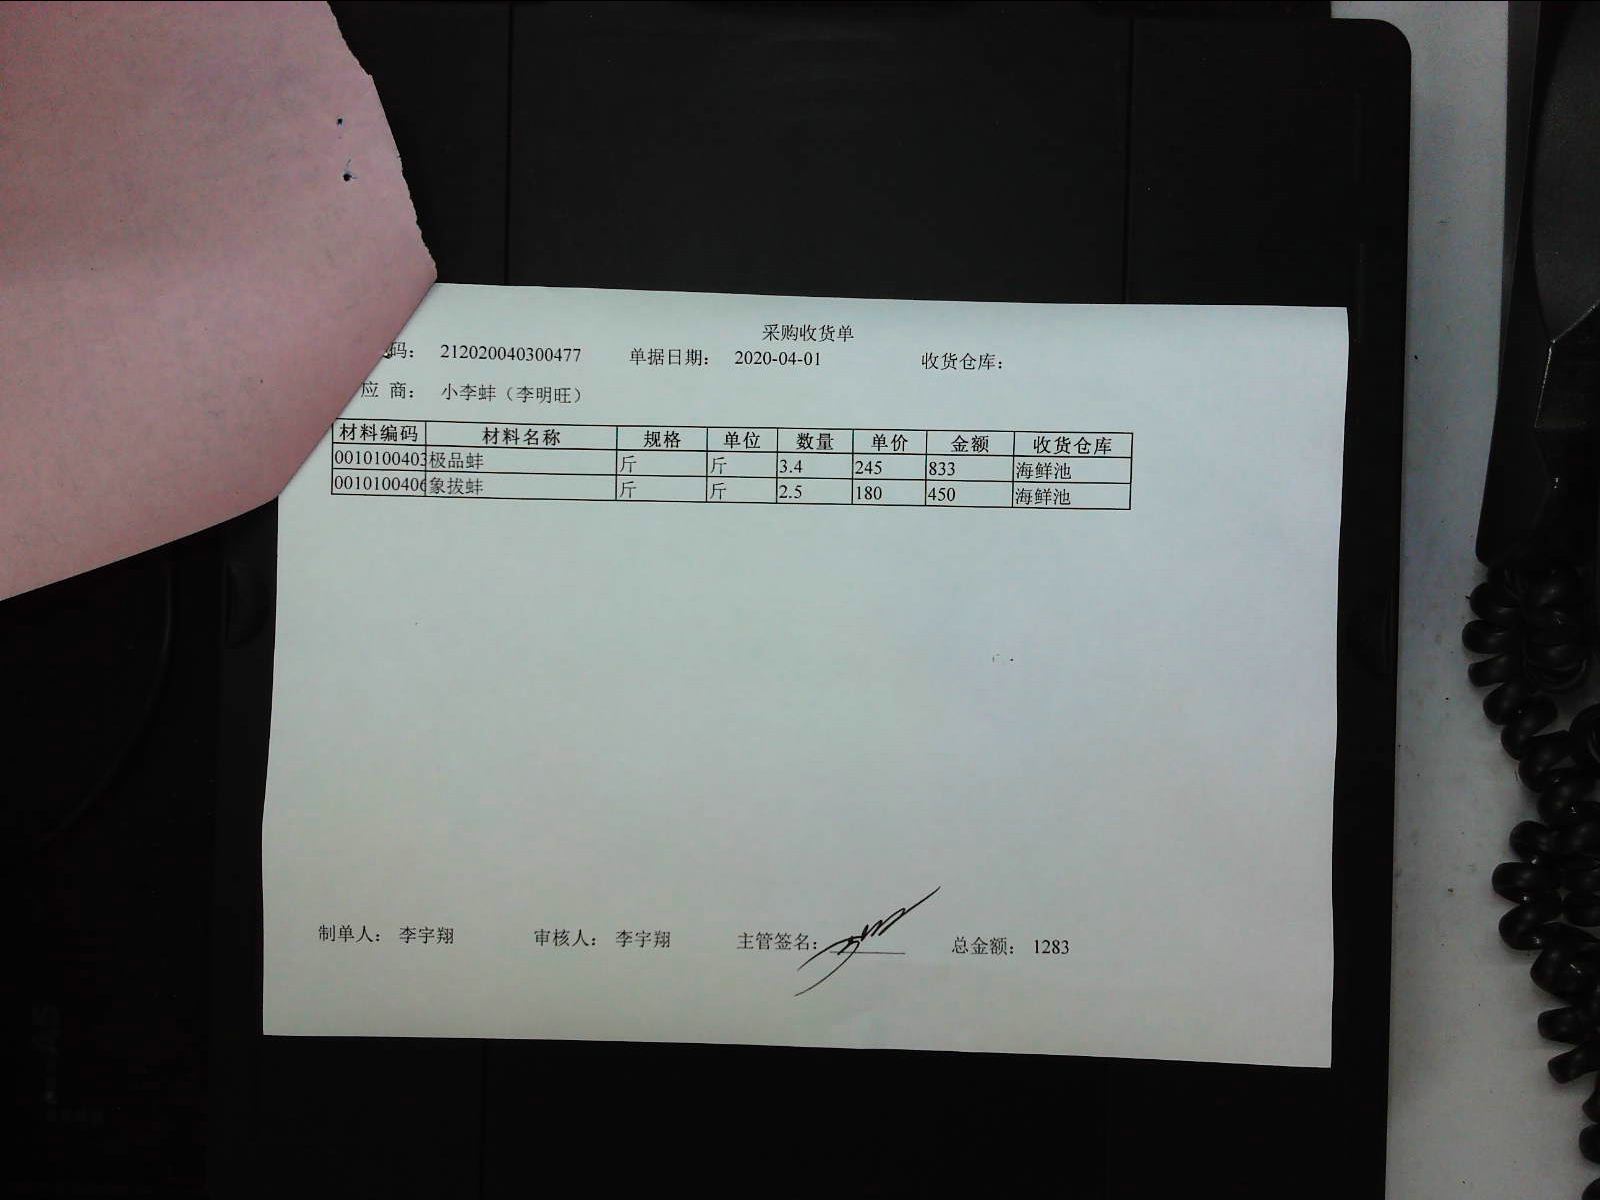 采购收货单
码： 212020040300477 单据日期： 2020-04-01 收货仓库：
应 商： 小李蚌（李明旺）
材料编码 材料名称 规格 单位 数量 单价 金额 收货仓库
0010100403 极品蚌 斤 斤 3.4 245 833 海鲜池
0010100406 象拔蚌 斤 斤 2.5 180 450 海鲜池
制单人： 李宇翔 审核人： 李宇翔 主管签名： 总金额： 1283